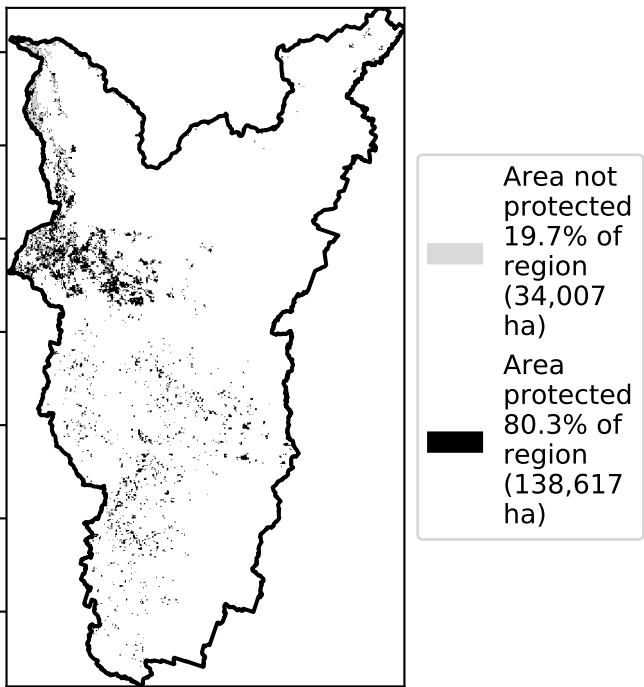 Area not
protected
19.7% of
region
(34,007
ha)
Area
protected
80.3% of
region
(138,617
ha)